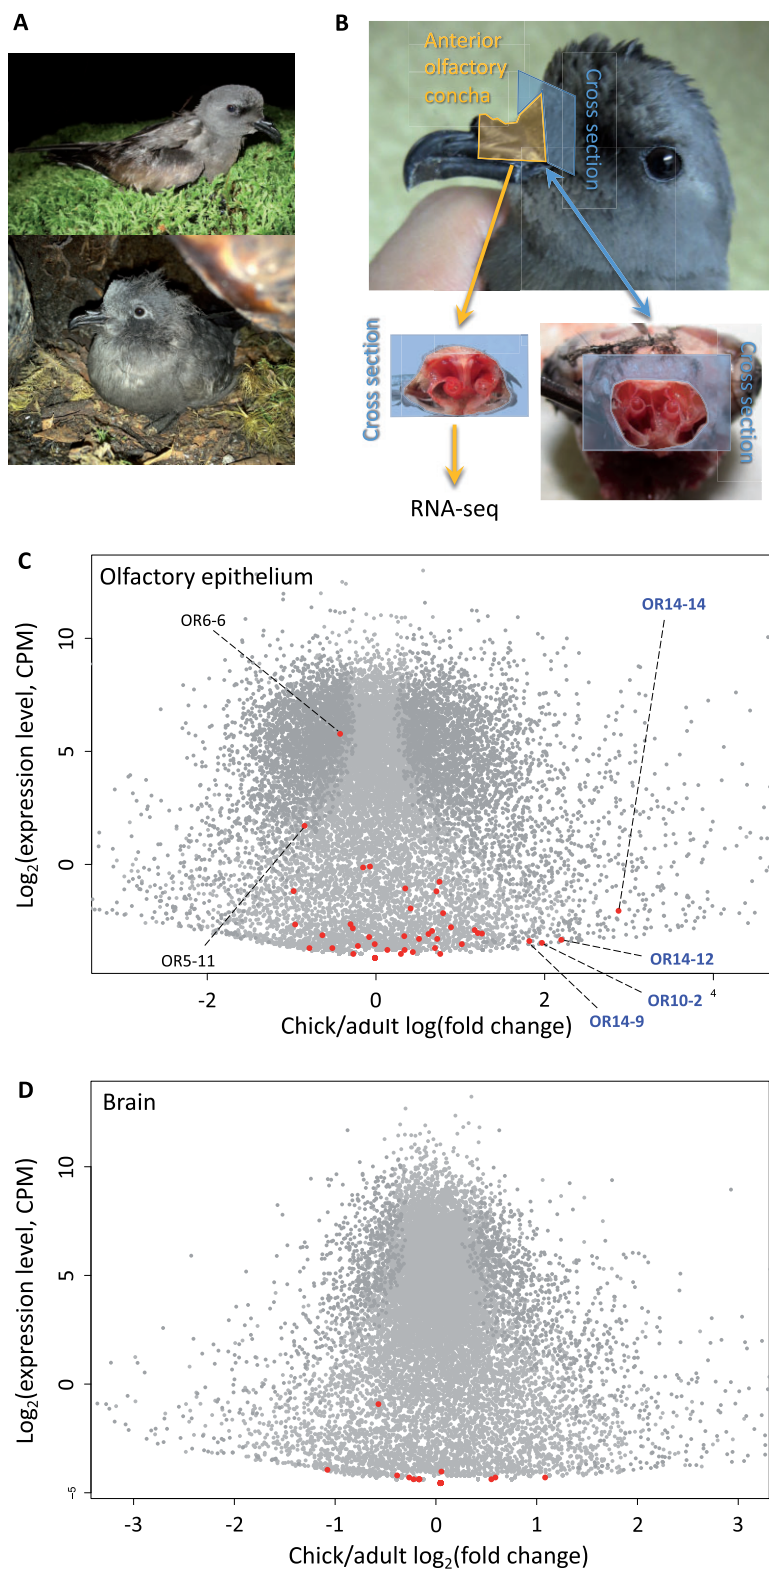 A
B
Anterior
olfactory
concha
Cross section
Cross section
Cross section
RNA-seq
C
Olfactory epithelium
OR14-14
OR6-6
10
5
0
Log2(expression level, CPM)
OR5-11
OR14-12
OR10-2
OR14-9
-2
0
2
4
Chick/adult log(fold change)
D
Brain
10
5
0
-5
Log2(expression level, CPM)
-3
-2
-1
0
1
2
3
Chick/adult log2(fold change)